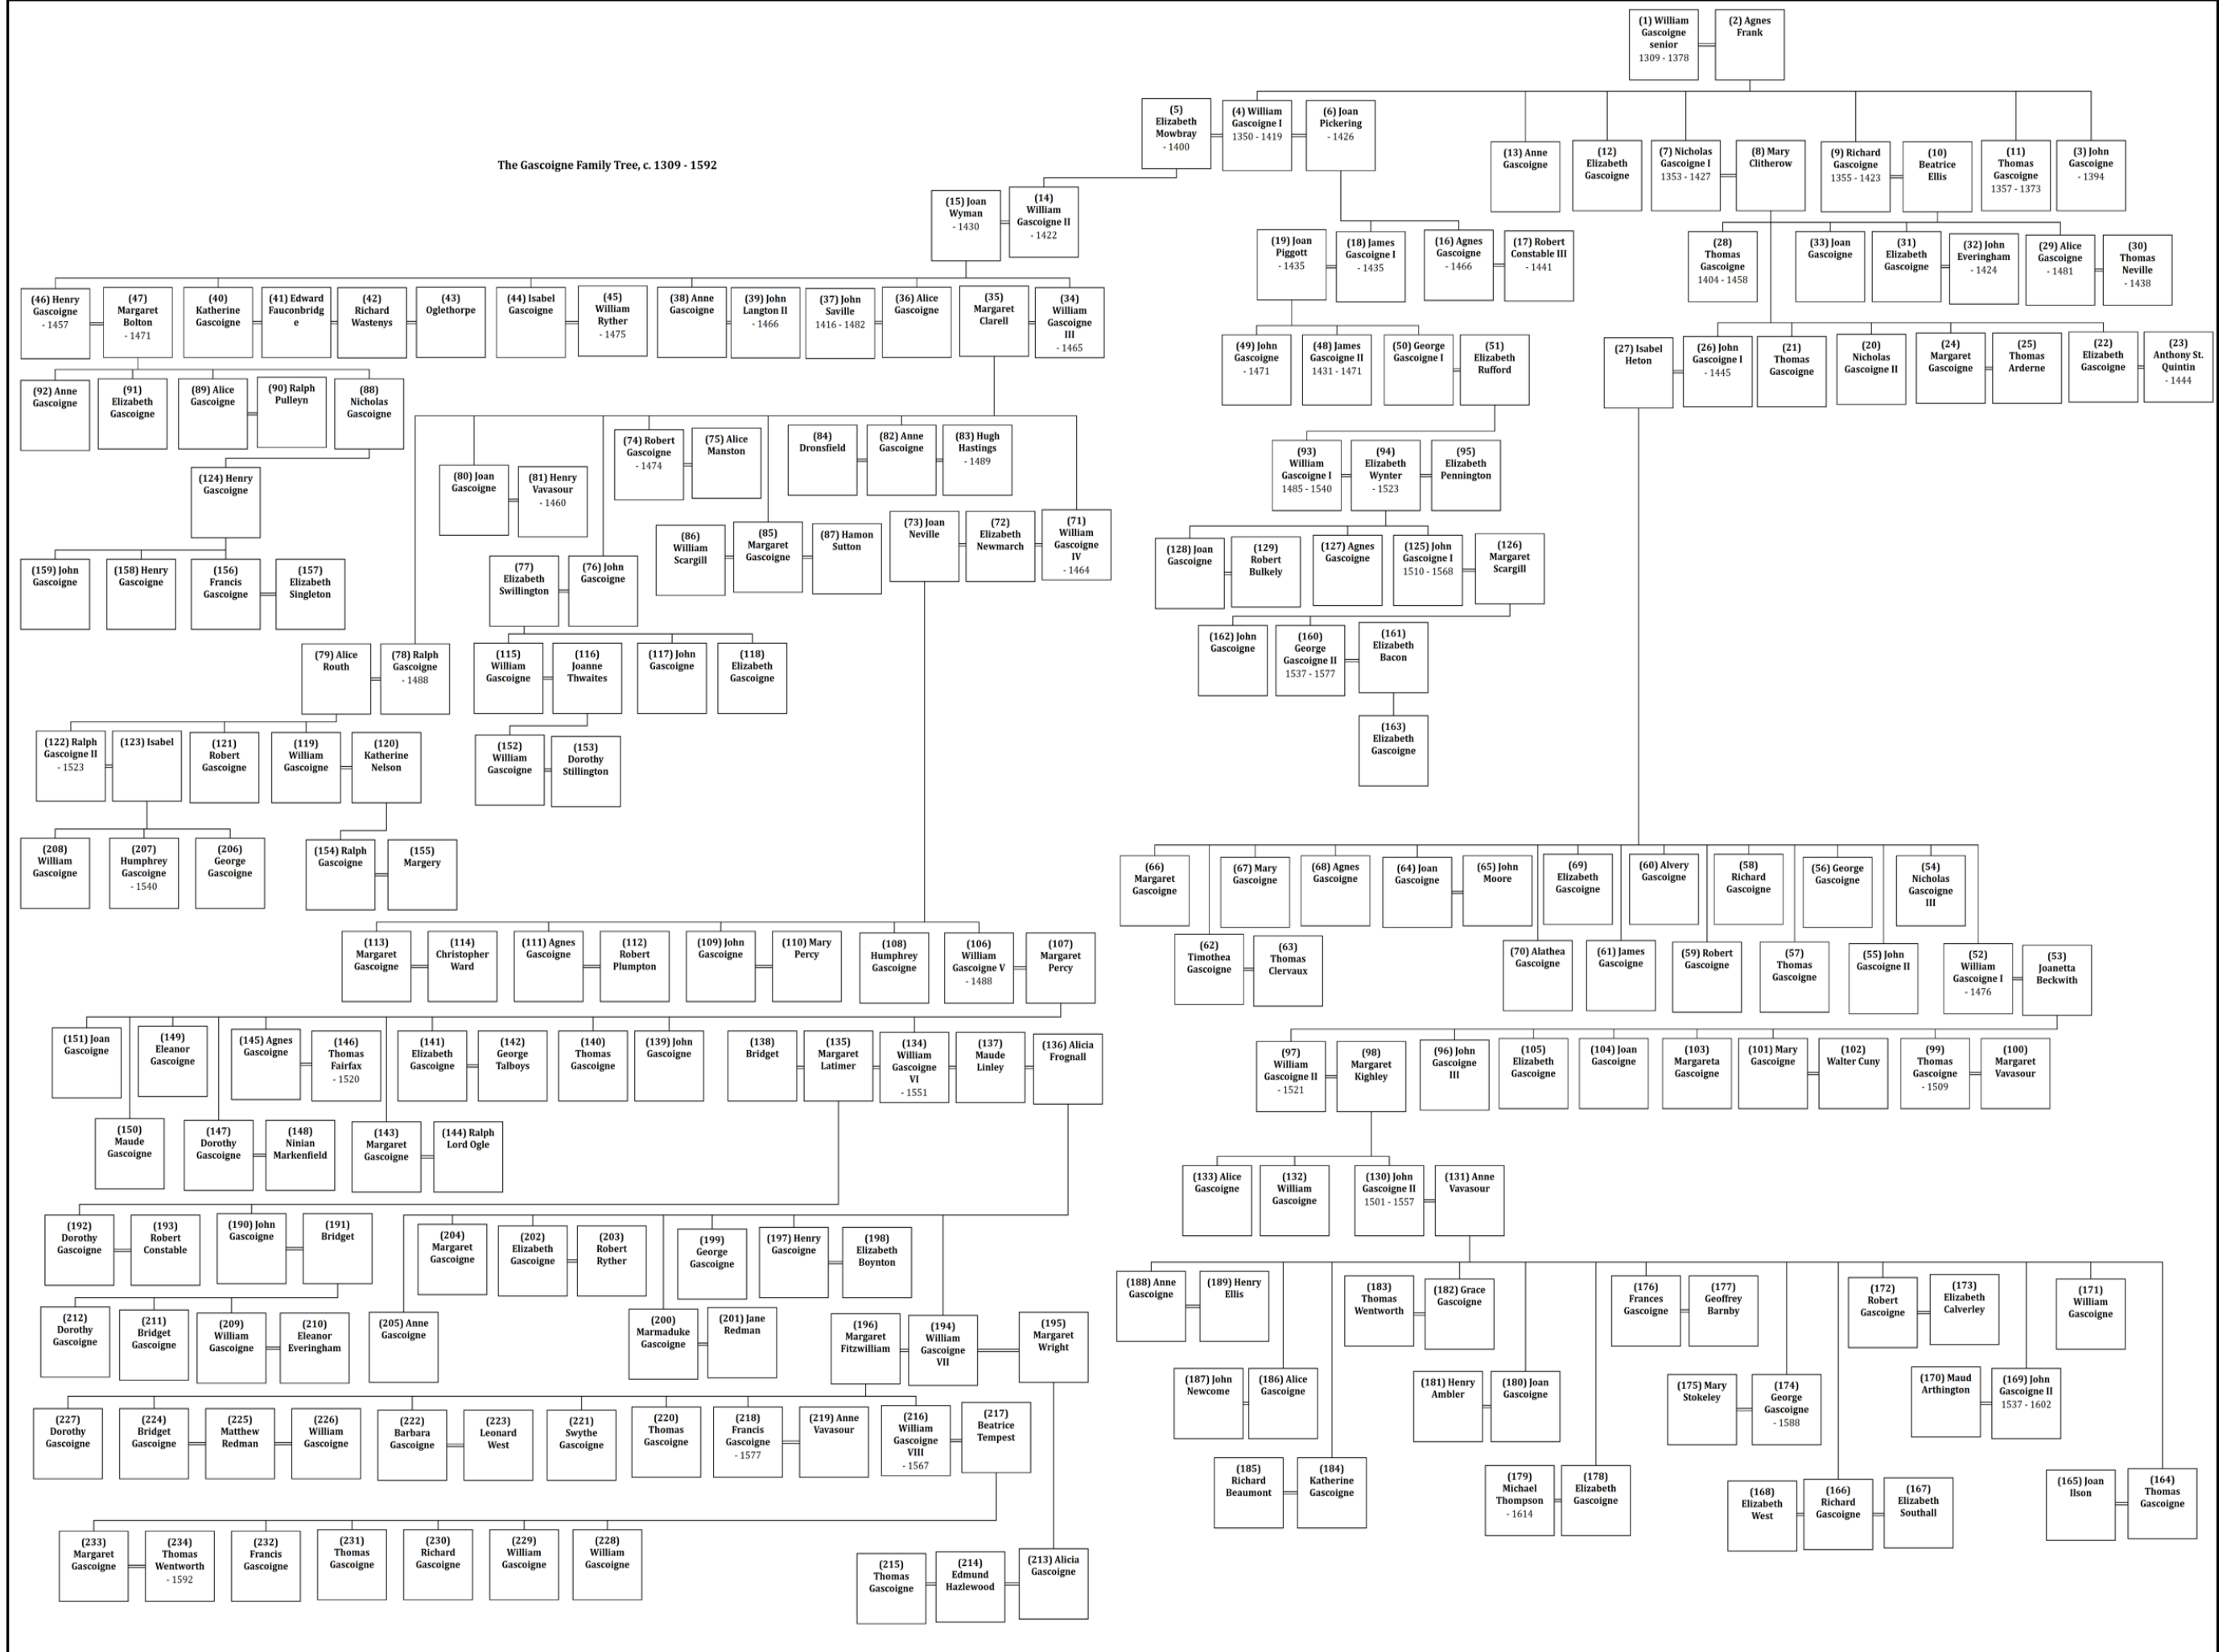 (1) William
Gascoigne
senior
1309 - 1378
(2) Agnes
Frank
The Gascoigne Family Tree, c. 1309 - 1592
(5)
Elizabeth
Mowbray
- 1400
(4) William
Gascoigne I
1350 - 1419
(6) Joan
Pickering
- 1426
(13) Anne
Gascoigne
(12)
Elizabeth
Gascoigne
(7) Nicholas
Gascoigne I
1353 - 1427
(8) Mary
Clitherow
(9) Richard
Gascoigne
1355 - 1423
(10)
Beatrice
Ellis
(11)
Thomas
Gascoigne
1357 - 1373
(3) John
Gascoigne
- 1394
(15) Joan
Wyman
- 1430
(14)
William
Gascoigne II
- 1422
(19) Joan
Piggott
- 1435
(18) James
Gascoigne I
- 1435
(16) Agnes
Gascoigne
- 1466
(17) Robert
Constable III
- 1441
(28)
Thomas
Gascoigne
1404 - 1458
(33) Joan
Gascoigne
(31)
Elizabeth
Gascoigne
(32) John
Everingham
- 1424
(29) Alice
Gascoigne
- 1481
(30)
Thomas
Neville
- 1438
(46) Henry
Gascoigne
- 1457
(47)
Margaret
Bolton
- 1471
(40)
Katherine
Gascoigne
(41) Edward
Fauconbridg
e
(42)
Richard
Wastenys
(43)
Oglethorpe
(44) Isabel
Gascoigne
(45)
William
Ryther
- 1475
(38) Anne
Gascoigne
(39) John
Langton II
- 1466
(37) John
Saville
1416 - 1482
(36) Alice
Gascoigne
(35)
Margaret
Clarell
(34)
William
Gascoigne
III
- 1465
(49) John
Gascoigne
- 1471
(48) James
Gascoigne II
1431 - 1471
(50) George
Gascoigne I
(51)
Elizabeth
Rufford
(27) Isabel
Heton
(26) John
Gascoigne I
- 1445
(21)
Thomas
Gascoigne
(20)
Nicholas
Gascoigne II
(24)
Margaret
Gascoigne
(25)
Thomas
Arderne
(22)
Elizabeth
Gascoigne
(23)
Anthony St.
Quintin
- 1444
(92) Anne
Gascoigne
(91)
Elizabeth
Gascoigne
(89) Alice
Gascoigne
(90) Ralph
Pulleyn
(88)
Nicholas
Gascoigne
(80) Joan
Gascoigne
(81) Henry
Vavasour
- 1460
(74) Robert
Gascoigne
- 1474
(75) Alice
Manston
(84)
Dronsfield
(82) Anne
Gascoigne
(83) Hugh
Hastings
- 1489
(93)
William
Gascoigne I
1485 - 1540
(94)
Elizabeth
Wynter
- 1523
(95)
Elizabeth
Pennington
(124) Henry
Gascoigne
(86)
William
Scargill
(85)
Margaret
Gascoigne
(87) Hamon
Sutton
(73) Joan
Neville
(72)
Elizabeth
Newmarch
(71)
William
Gascoigne
IV
- 1464
(128) Joan
Gascoigne
(129)
Robert
Bulkely
(127) Agnes
Gascoigne
(125) John
Gascoigne I
1510 - 1568
(126)
Margaret
Scargill
(159) John
Gascoigne
(158) Henry
Gascoigne
(156)
Francis
Gascoigne
(157)
Elizabeth
Singleton
(77)
Elizabeth
Swillington
(76) John
Gascoigne
(162) John
Gascoigne
(160)
George
Gascoigne II
1537 - 1577
(161)
Elizabeth
Bacon
(79) Alice
Routh
(78) Ralph
Gascoigne
- 1488
(115)
William
Gascoigne
(116)
Joanne
Thwaites
(117) John
Gascoigne
(118)
Elizabeth
Gascoigne
(163)
Elizabeth
Gascoigne
(122) Ralph
Gascoigne II
- 1523
(123) Isabel
(121)
Robert
Gascoigne
(119)
William
Gascoigne
(120)
Katherine
Nelson
(152)
William
Gascoigne
(153)
Dorothy
Stillington
(208)
William
Gascoigne
(207)
Humphrey
Gascoigne
- 1540
(206)
George
Gascoigne
(154) Ralph
Gascoigne
(155)
Margery
(66)
Margaret
Gascoigne
(67) Mary
Gascoigne
(68) Agnes
Gascoigne
(64) Joan
Gascoigne
(65) John
Moore
(69)
Elizabeth
Gascoigne
(60) Alvery
Gascoigne
(58)
Richard
Gascoigne
(56) George
Gascoigne
(54)
Nicholas
Gascoigne
III
(62)
Timothea
Gascoigne
(63)
Thomas
Clervaux
(70) Alathea
Gascoigne
(61) James
Gascoigne
(59) Robert
Gascoigne
(57)
Thomas
Gascoigne
(55) John
Gascoigne II
(52)
William
Gascoigne I
- 1476
(53)
Joanetta
Beckwith
(113)
Margaret
Gascoigne
(114)
Christopher
Ward
(111) Agnes
Gascoigne
(112)
Robert
Plumpton
(109) John
Gascoigne
(110) Mary
Percy
(108)
Humphrey
Gascoigne
(106)
William
Gascoigne V
- 1488
(107)
Margaret
Percy
(151) Joan
Gascoigne
(149)
Eleanor
Gascoigne
(145) Agnes
Gascoigne
(146)
Thomas
Fairfax
- 1520
(141)
Elizabeth
Gascoigne
(142)
George
Talboys
(140)
Thomas
Gascoigne
(139) John
Gascoigne
(138)
Bridget
(135)
Margaret
Latimer
(134)
William
Gascoigne
VI
- 1551
(137)
Maude
Linley
(136) Alicia
Frognall
(97)
William
Gascoigne II
- 1521
(98)
Margaret
Kighley
(96) John
Gascoigne
III
(105)
Elizabeth
Gascoigne
(104) Joan
Gascoigne
(103)
Margareta
Gascoigne
(101) Mary
Gascoigne
(102)
Walter Cuny
(99)
Thomas
Gascoigne
- 1509
(100)
Margaret
Vavasour
(150)
Maude
Gascoigne
(147)
Dorothy
Gascoigne
(148)
Ninian
Markenfield
(143)
Margaret
Gascoigne
(144) Ralph
Lord Ogle
(133) Alice
Gascoigne
(132)
William
Gascoigne
(130) John
Gascoigne II
1501 - 1557
(131) Anne
Vavasour
(192)
Dorothy
Gascoigne
(193)
Robert
Constable
(190) John
Gascoigne
(191)
Bridget
(204)
Margaret
Gascoigne
(202)
Elizabeth
Gascoigne
(203)
Robert
Ryther
(199)
George
Gascoigne
(197) Henry
Gascoigne
(198)
Elizabeth
Boynton
(188) Anne
Gascoigne
(189) Henry
Ellis
(183)
Thomas
Wentworth
(182) Grace
Gascoigne
(176)
Frances
Gascoigne
(177)
Geoffrey
Barnby
(172)
Robert
Gascoigne
(173)
Elizabeth
Calverley
(171)
William
Gascoigne
(212)
Dorothy
Gascoigne
(211)
Bridget
Gascoigne
(209)
William
Gascoigne
(210)
Eleanor
Everingham
(205) Anne
Gascoigne
(200)
Marmaduke
Gascoigne
(201) Jane
Redman
(196)
Margaret
Fitzwilliam
(194)
William
Gascoigne
VII
(195)
Margaret
Wright
(187) John
Newcome
(186) Alice
Gascoigne
(181) Henry
Ambler
(180) Joan
Gascoigne
(175) Mary
Stokeley
(174)
George
Gascoigne
- 1588
(170) Maud
Arthington
(169) John
Gascoigne II
1537 - 1602
(227)
Dorothy
Gascoigne
(224)
Bridget
Gascoigne
(225)
Matthew
Redman
(226)
William
Gascoigne
(222)
Barbara
Gascoigne
(223)
Leonard
West
(221)
Swythe
Gascoigne
(220)
Thomas
Gascoigne
(218)
Francis
Gascoigne
- 1577
(219) Anne
Vavasour
(216)
William
Gascoigne
VIII
- 1567
(217)
Beatrice
Tempest
(185)
Richard
Beaumont
(184)
Katherine
Gascoigne
(179)
Michael
Thompson
- 1614
(178)
Elizabeth
Gascoigne
(168)
Elizabeth
West
(166)
Richard
Gascoigne
(167)
Elizabeth
Southall
(165) Joan
Ilson
(164)
Thomas
Gascoigne
(233)
Margaret
Gascoigne
(234)
Thomas
Wentworth
- 1592
(232)
Francis
Gascoigne
(231)
Thomas
Gascoigne
(230)
Richard
Gascoigne
(229)
William
Gascoigne
(228)
William
Gascoigne
(215)
Thomas
Gascoigne
(214)
Edmund
Hazlewood
(213) Alicia
Gascoigne